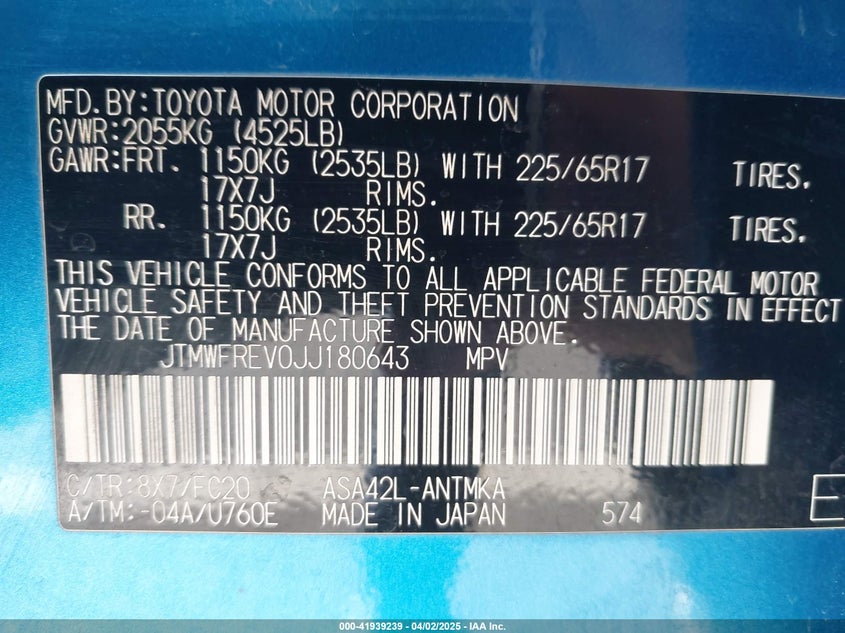 MFD.BY:TOYOTA MOTOR CORPORATION
GVWR:2055KG (4525LB)
GAWR:FRT. 1150KG (2535LB) WITH 225/65R17 TIRES.
17X7J RIMS.
RR. 1150KG (2535LB) WITH 225/65R17 TIRES.
17X7J RIMS.
THIS VEHICLE CONFORMS TO ALL APPLICABLE FEDERAL MOTOR
VEHICLE SAFETY AND THEFT PREVENTION STANDARDS IN EFFECT
THE DATE OF MANUFACTURE SHOWN ABOVE.
JTMWFREV0JJ180643 MPV
C/TR:8X7/FC20 ASA42L-ANTMKA
A/TM:-04A/U760E MADE IN JAPAN 574
E
000-41939239 - 04/02/2025 - IAA Inc.